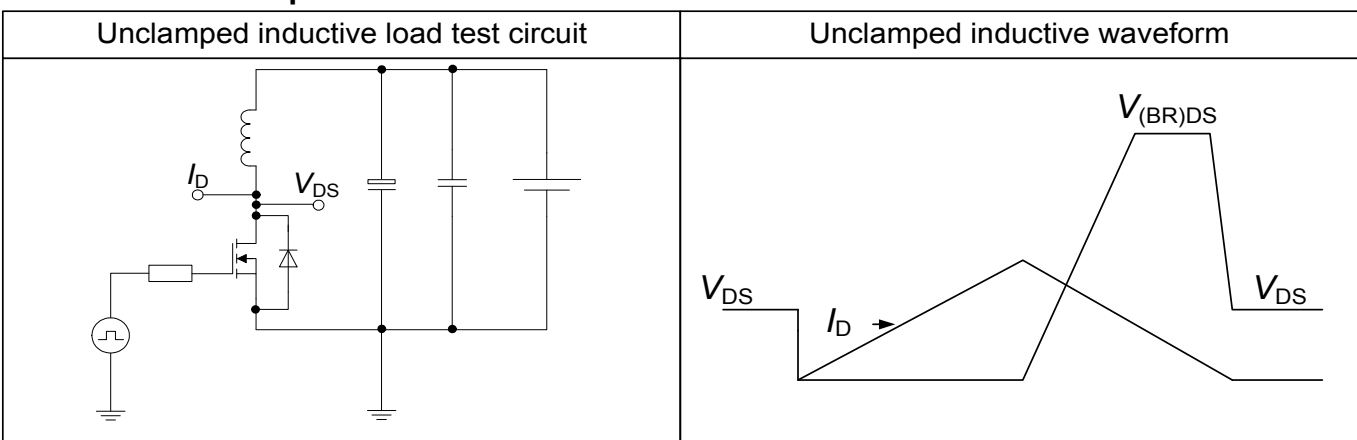 Unclamped inductive load test circuit
Unclamped inductive waveform
I_D
V_DS
V_(BR)DS
V_DS
I_D
V_DS